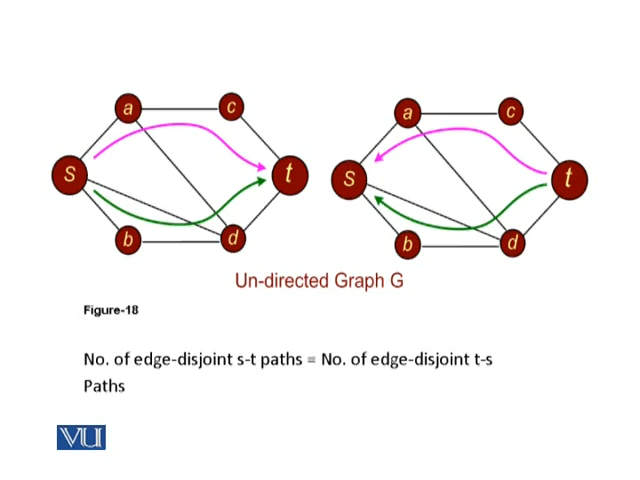 a c a c
s t s t
b d b d
Un-directed Graph G
Figure-18
No. of edge-disjoint s-t paths = No. of edge-disjoint t-s
Paths
VU